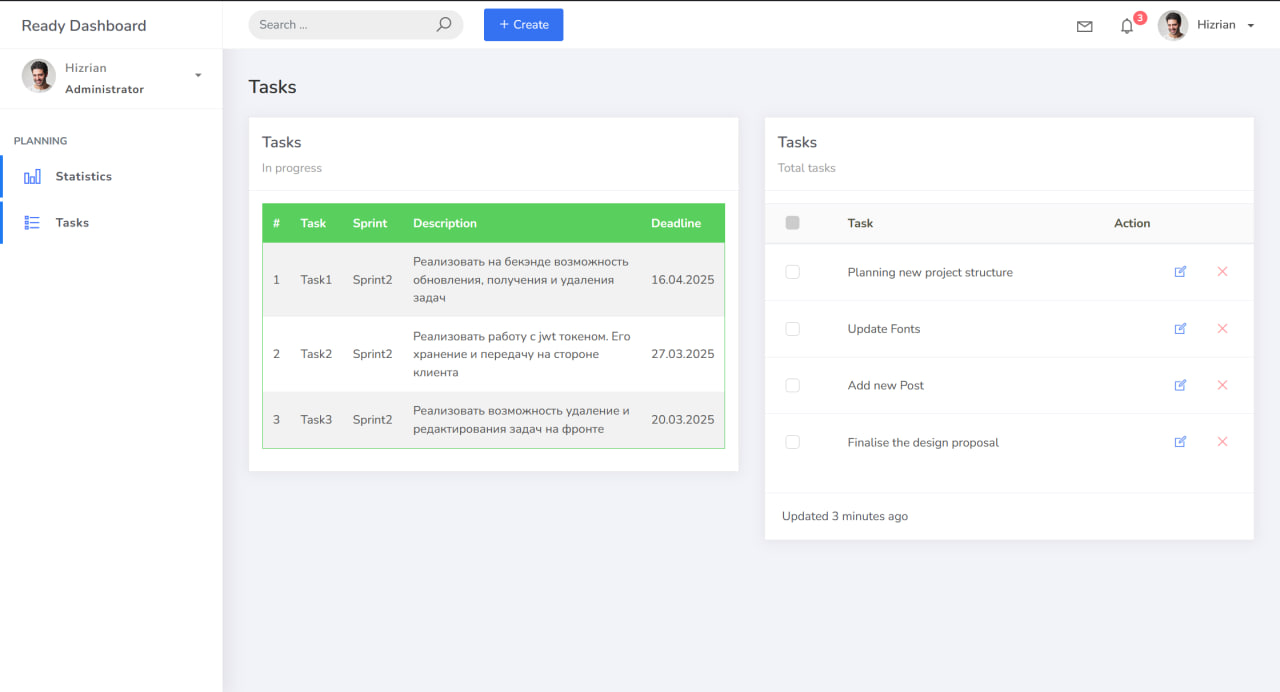 Ready Dashboard
Search ...
+ Create
3
Hizrian
Hizrian
Administrator
PLANNING
Statistics
Tasks
Tasks
Tasks
In progress
# Task Sprint Description Deadline
1 Task1 Sprint2 Реализовать на бекэнде возможность
обновления, получения и удаления
задач
16.04.2025
2 Task2 Sprint2 Реализовать работу с jwt токеном. Его
хранение и передачу на стороне
клиента
27.03.2025
3 Task3 Sprint2 Реализовать возможность удаление и
редактирования задач на фронте
20.03.2025
Tasks
Total tasks
Task Action
Planning new project structure
Update Fonts
Add new Post
Finalise the design proposal
Updated 3 minutes ago